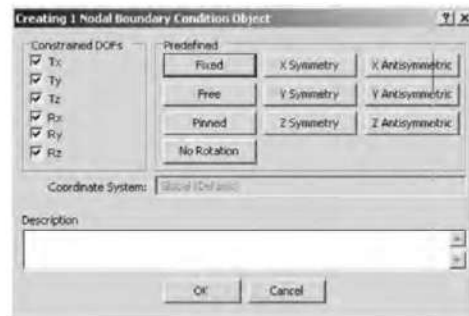 Creating 1 Nodal Boundary Condition Object
Constrained DOFs
Tx
Ty
Tz
Rx
Ry
Rz
Predefined
Fixed X Symmetry X Antisymmetric
Free Y Symmetry Y Antisymmetric
Pinned Z Symmetry Z Antisymmetric
No Rotation
Coordinate System: Global (Default)
Description
OK Cancel